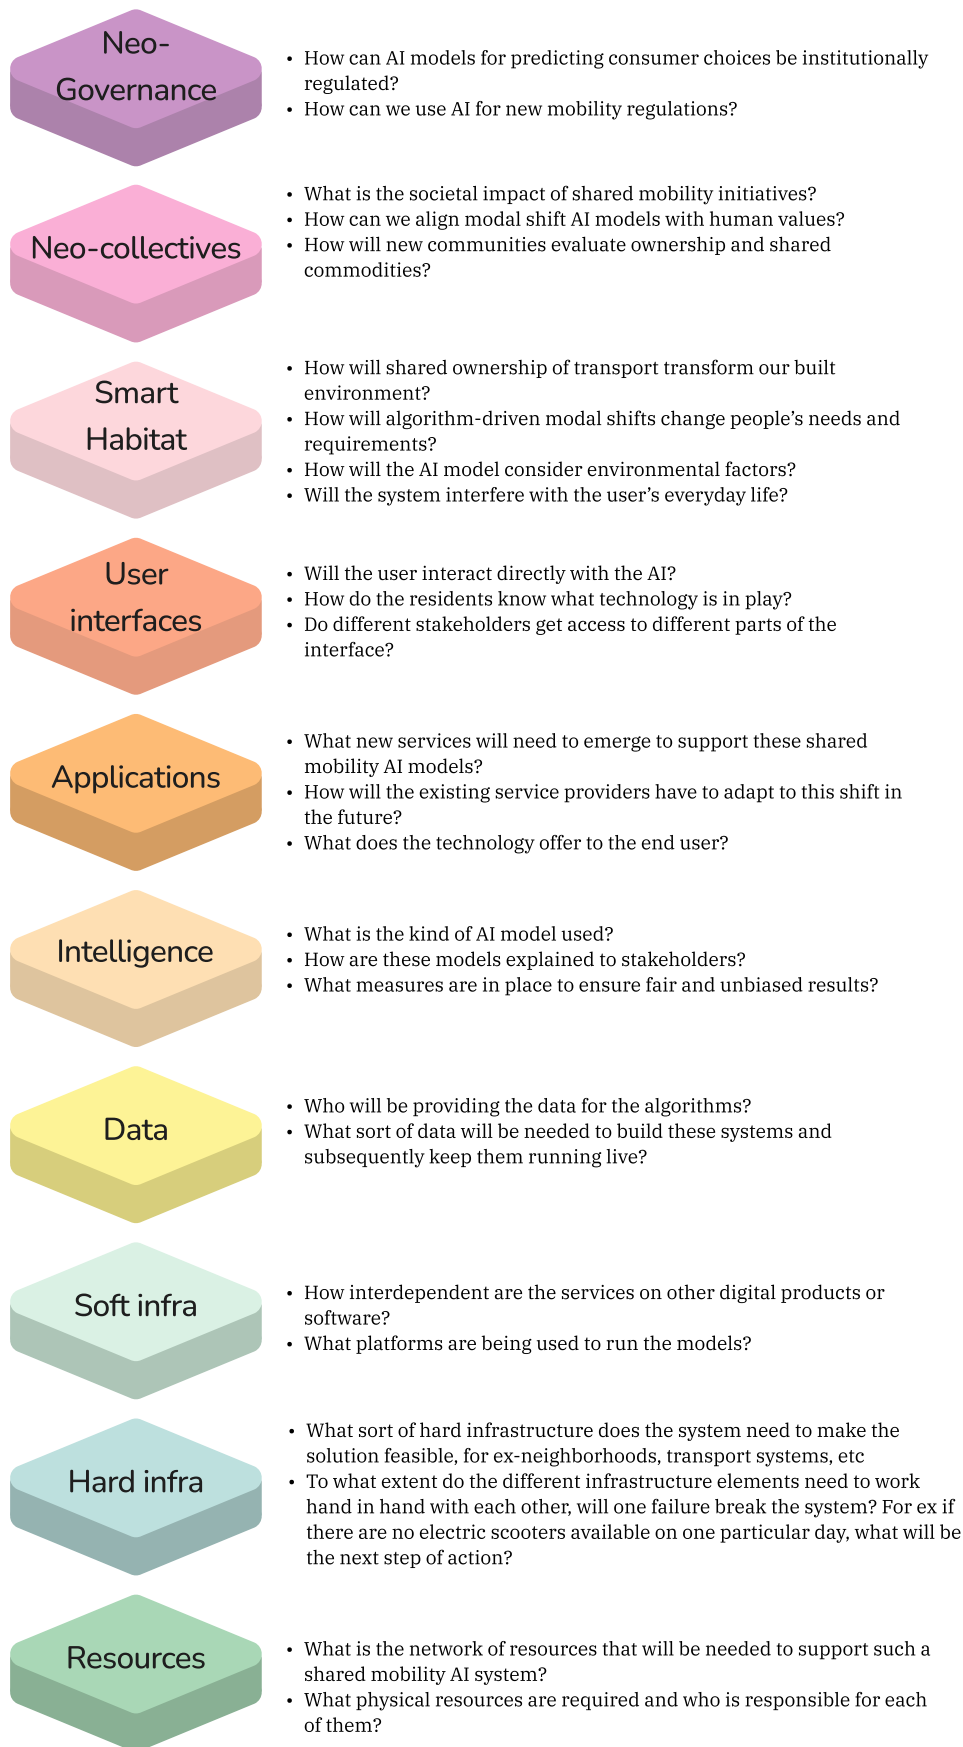 Neo-
Governance
• How can AI models for predicting consumer choices be institutionally
regulated?
• How can we use AI for new mobility regulations?
Neo-collectives
• What is the societal impact of shared mobility initiatives?
• How can we align modal shift AI models with human values?
• How will new communities evaluate ownership and shared
commodities?
Smart
Habitat
• How will shared ownership of transport transform our built
environment?
• How will algorithm-driven modal shifts change people’s needs and
requirements?
• How will the AI model consider environmental factors?
• Will the system interfere with the user’s everyday life?
User
interfaces
• Will the user interact directly with the AI?
• How do the residents know what technology is in play?
• Do different stakeholders get access to different parts of the
interface?
Applications
• What new services will need to emerge to support these shared
mobility AI models?
• How will the existing service providers have to adapt to this shift in
the future?
• What does the technology offer to the end user?
Intelligence
• What is the kind of AI model used?
• How are these models explained to stakeholders?
• What measures are in place to ensure fair and unbiased results?
Data
• Who will be providing the data for the algorithms?
• What sort of data will be needed to build these systems and
subsequently keep them running live?
Soft infra
• How interdependent are the services on other digital products or
software?
• What platforms are being used to run the models?
Hard infra
• What sort of hard infrastructure does the system need to make the
solution feasible, for ex-neighborhoods, transport systems, etc
• To what extent do the different infrastructure elements need to work
hand in hand with each other, will one failure break the system? For ex if
there are no electric scooters available on one particular day, what will be
the next step of action?
Resources
• What is the network of resources that will be needed to support such a
shared mobility AI system?
• What physical resources are required and who is responsible for each
of them?